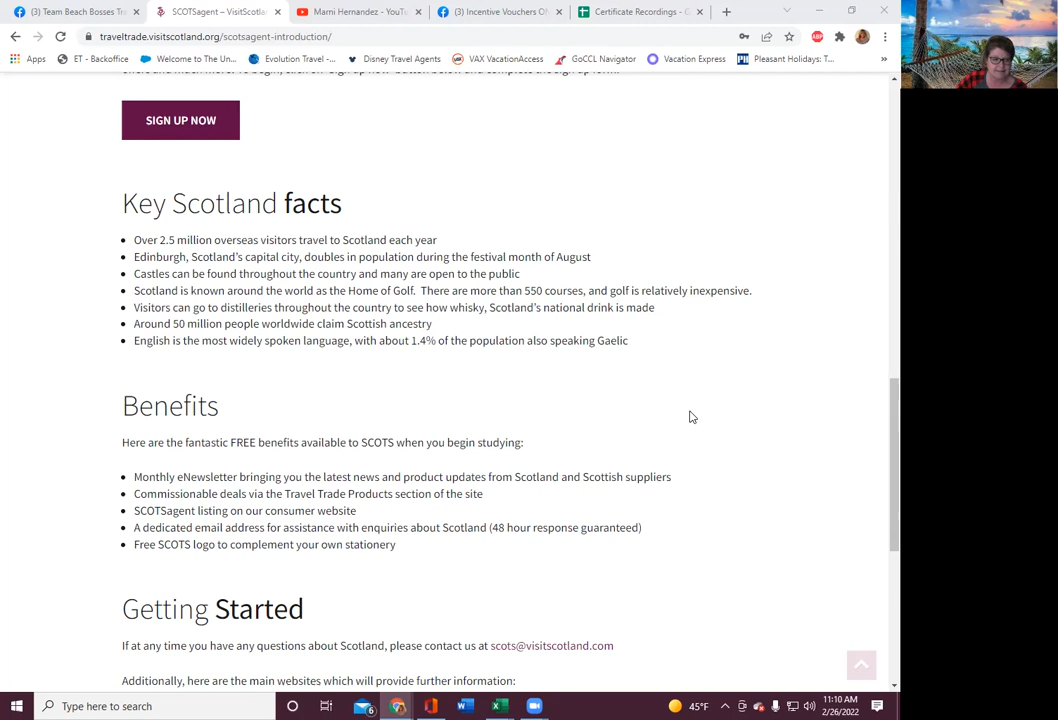 (3) Team Beach Bosses Tra
SCOTSagent – VisitScotlan
Marni Hernandez - YouTu
(3) Incentive Vouchers Of
Certificate Recordings - G
traveltrade.visitscotland.org/scotsagent-introduction/
ABP
Apps
ET - Backoffice
Welcome to The Un...
Evolution Travel -...
Disney Travel Agents
VAX VacationAccess
GoCCL Navigator
Vacation Express
Pleasant Holidays: T...
SIGN UP NOW
Key Scotland facts
• Over 2.5 million overseas visitors travel to Scotland each year
• Edinburgh, Scotland's capital city, doubles in population during the festival month of August
• Castles can be found throughout the country and many are open to the public
• Scotland is known around the world as the Home of Golf. There are more than 550 courses, and golf is relatively inexpensive.
• Visitors can go to distilleries throughout the country to see how whisky, Scotland's national drink is made
• Around 50 million people worldwide claim Scottish ancestry
• English is the most widely spoken language, with about 1.4% of the population also speaking Gaelic
Benefits
Here are the fantastic FREE benefits available to SCOTS when you begin studying:
• Monthly eNewsletter bringing you the latest news and product updates from Scotland and Scottish suppliers
• Commissionable deals via the Travel Trade Products section of the site
• SCOTSagent listing on our consumer website
• A dedicated email address for assistance with enquiries about Scotland (48 hour response guaranteed)
• Free SCOTS logo to complement your own stationery
Getting Started
If at any time you have any questions about Scotland, please contact us at scots@visitscotland.com
Additionally, here are the main websites which will provide further information:
Type here to search
6
45°F
11:10 AM
2/26/2022